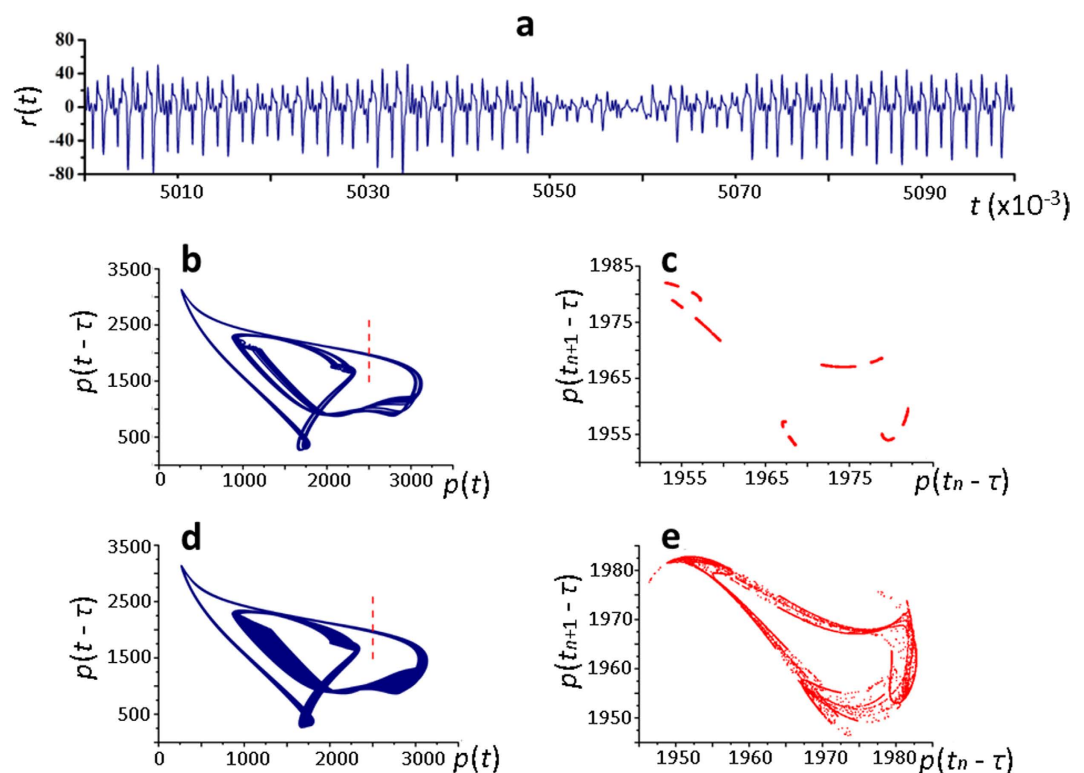 a
80
40
0
-40
-80
r(t)
5010 5030 5050 5070 5090
t (x10⁻³)
b
3500
2500
1500
500
p(t - τ)
0 1000 2000 3000
p(t)
c
1985
1975
1965
1955
p(tn+1 - τ)
1955 1965 1975
p(tn - τ)
d
3500
2500
1500
500
p(t - τ)
0 1000 2000 3000
p(t)
e
1980
1970
1960
1950
p(tn+1 - τ)
1950 1960 1970 1980
p(tn - τ)